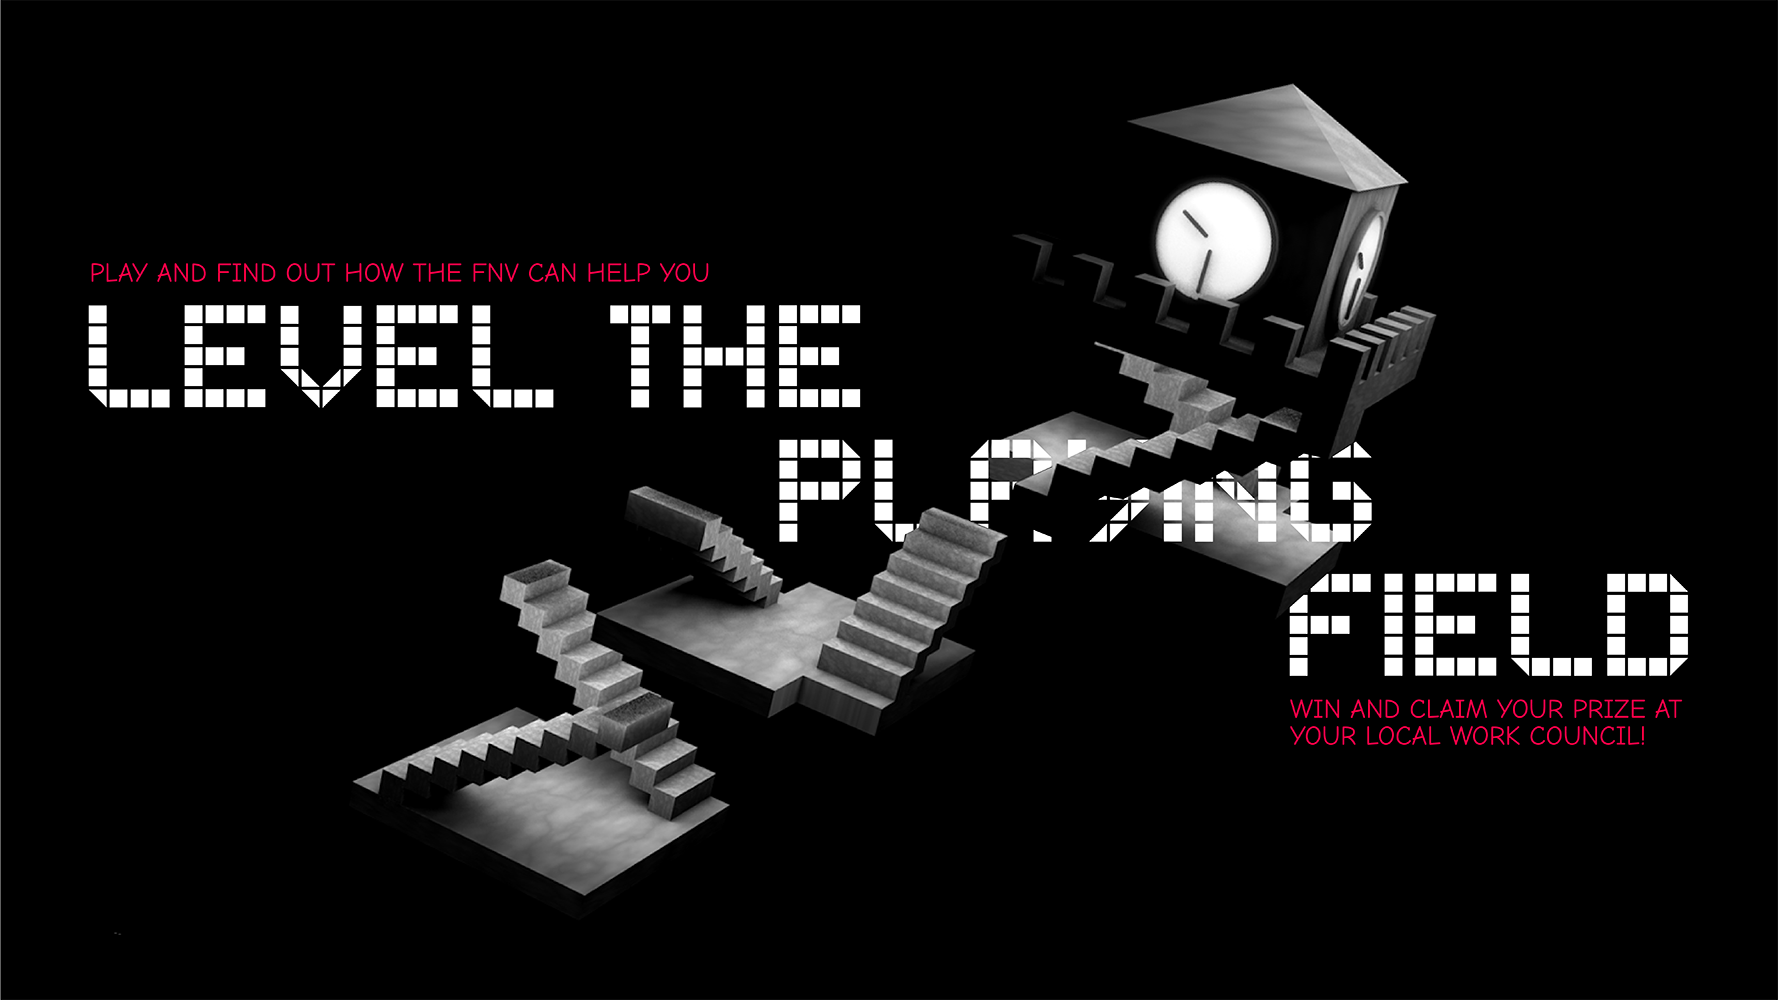 PLAY AND FIND OUT HOW THE FNV CAN HELP YOU
LEVEL THE
PLAYING
FIELD
WIN AND CLAIM YOUR PRIZE AT
YOUR LOCAL WORK COUNCIL!